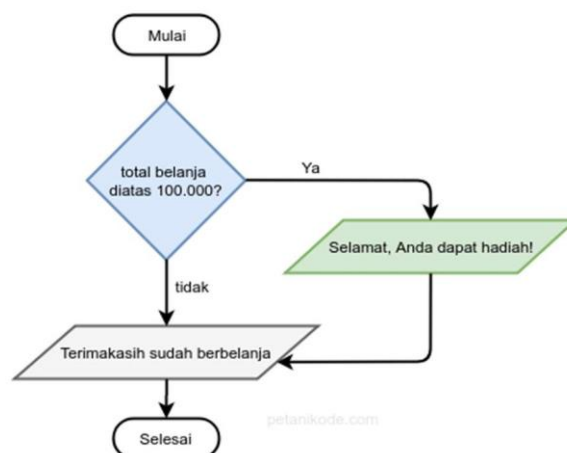 Mulai
total belanja
diatas 100.000?
Ya
Selamat, Anda dapat hadiah!
tidak
Terimakasih sudah berbelanja
petanikode.com
Selesai